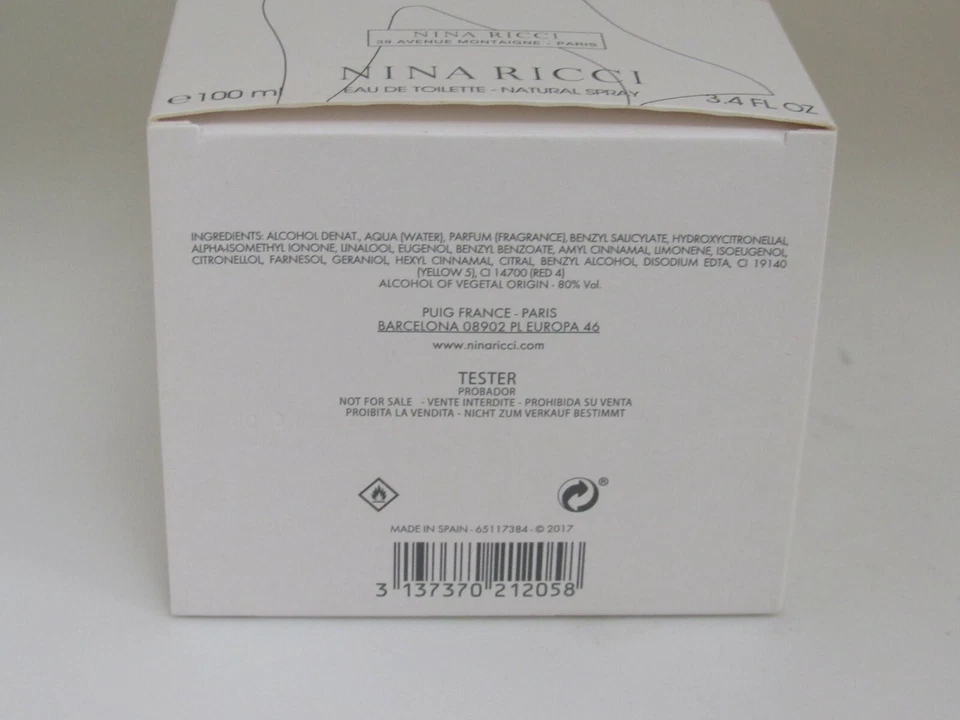 NINA RICCI
39 AVENUE MONTAIGNE - PARIS
NINA RICCI
EAU DE TOILETTE - NATURAL SPRAY
℮100 ml
3.4 FL OZ
INGREDIENTS: ALCOHOL DENAT., AQUA (WATER), PARFUM (FRAGRANCE), BENZYL SALICYLATE, HYDROXYCITRONELLAL,
ALPHA-ISOMETHYL IONONE, LINALOOL, EUGENOL, BENZYL BENZOATE, AMYL CINNAMAL, LIMONENE, ISOEUGENOL,
CITRONELLOL, FARNESOL, GERANIOL, HEXYL CINNAMAL, CITRAL, BENZYL ALCOHOL, DISODIUM EDTA, CI 19140
(YELLOW 5), CI 14700 (RED 4)
ALCOHOL OF VEGETAL ORIGIN - 80% Vol.
PUIG FRANCE - PARIS
BARCELONA 08902 PL EUROPA 46
www.ninaricci.com
TESTER
PROBADOR
NOT FOR SALE - VENTE INTERDITE - PROHIBIDA SU VENTA
PROIBITA LA VENDITA - NICHT ZUM VERKAUF BESTIMMT
®
MADE IN SPAIN - 65117384 - © 2017
3 137370 212058